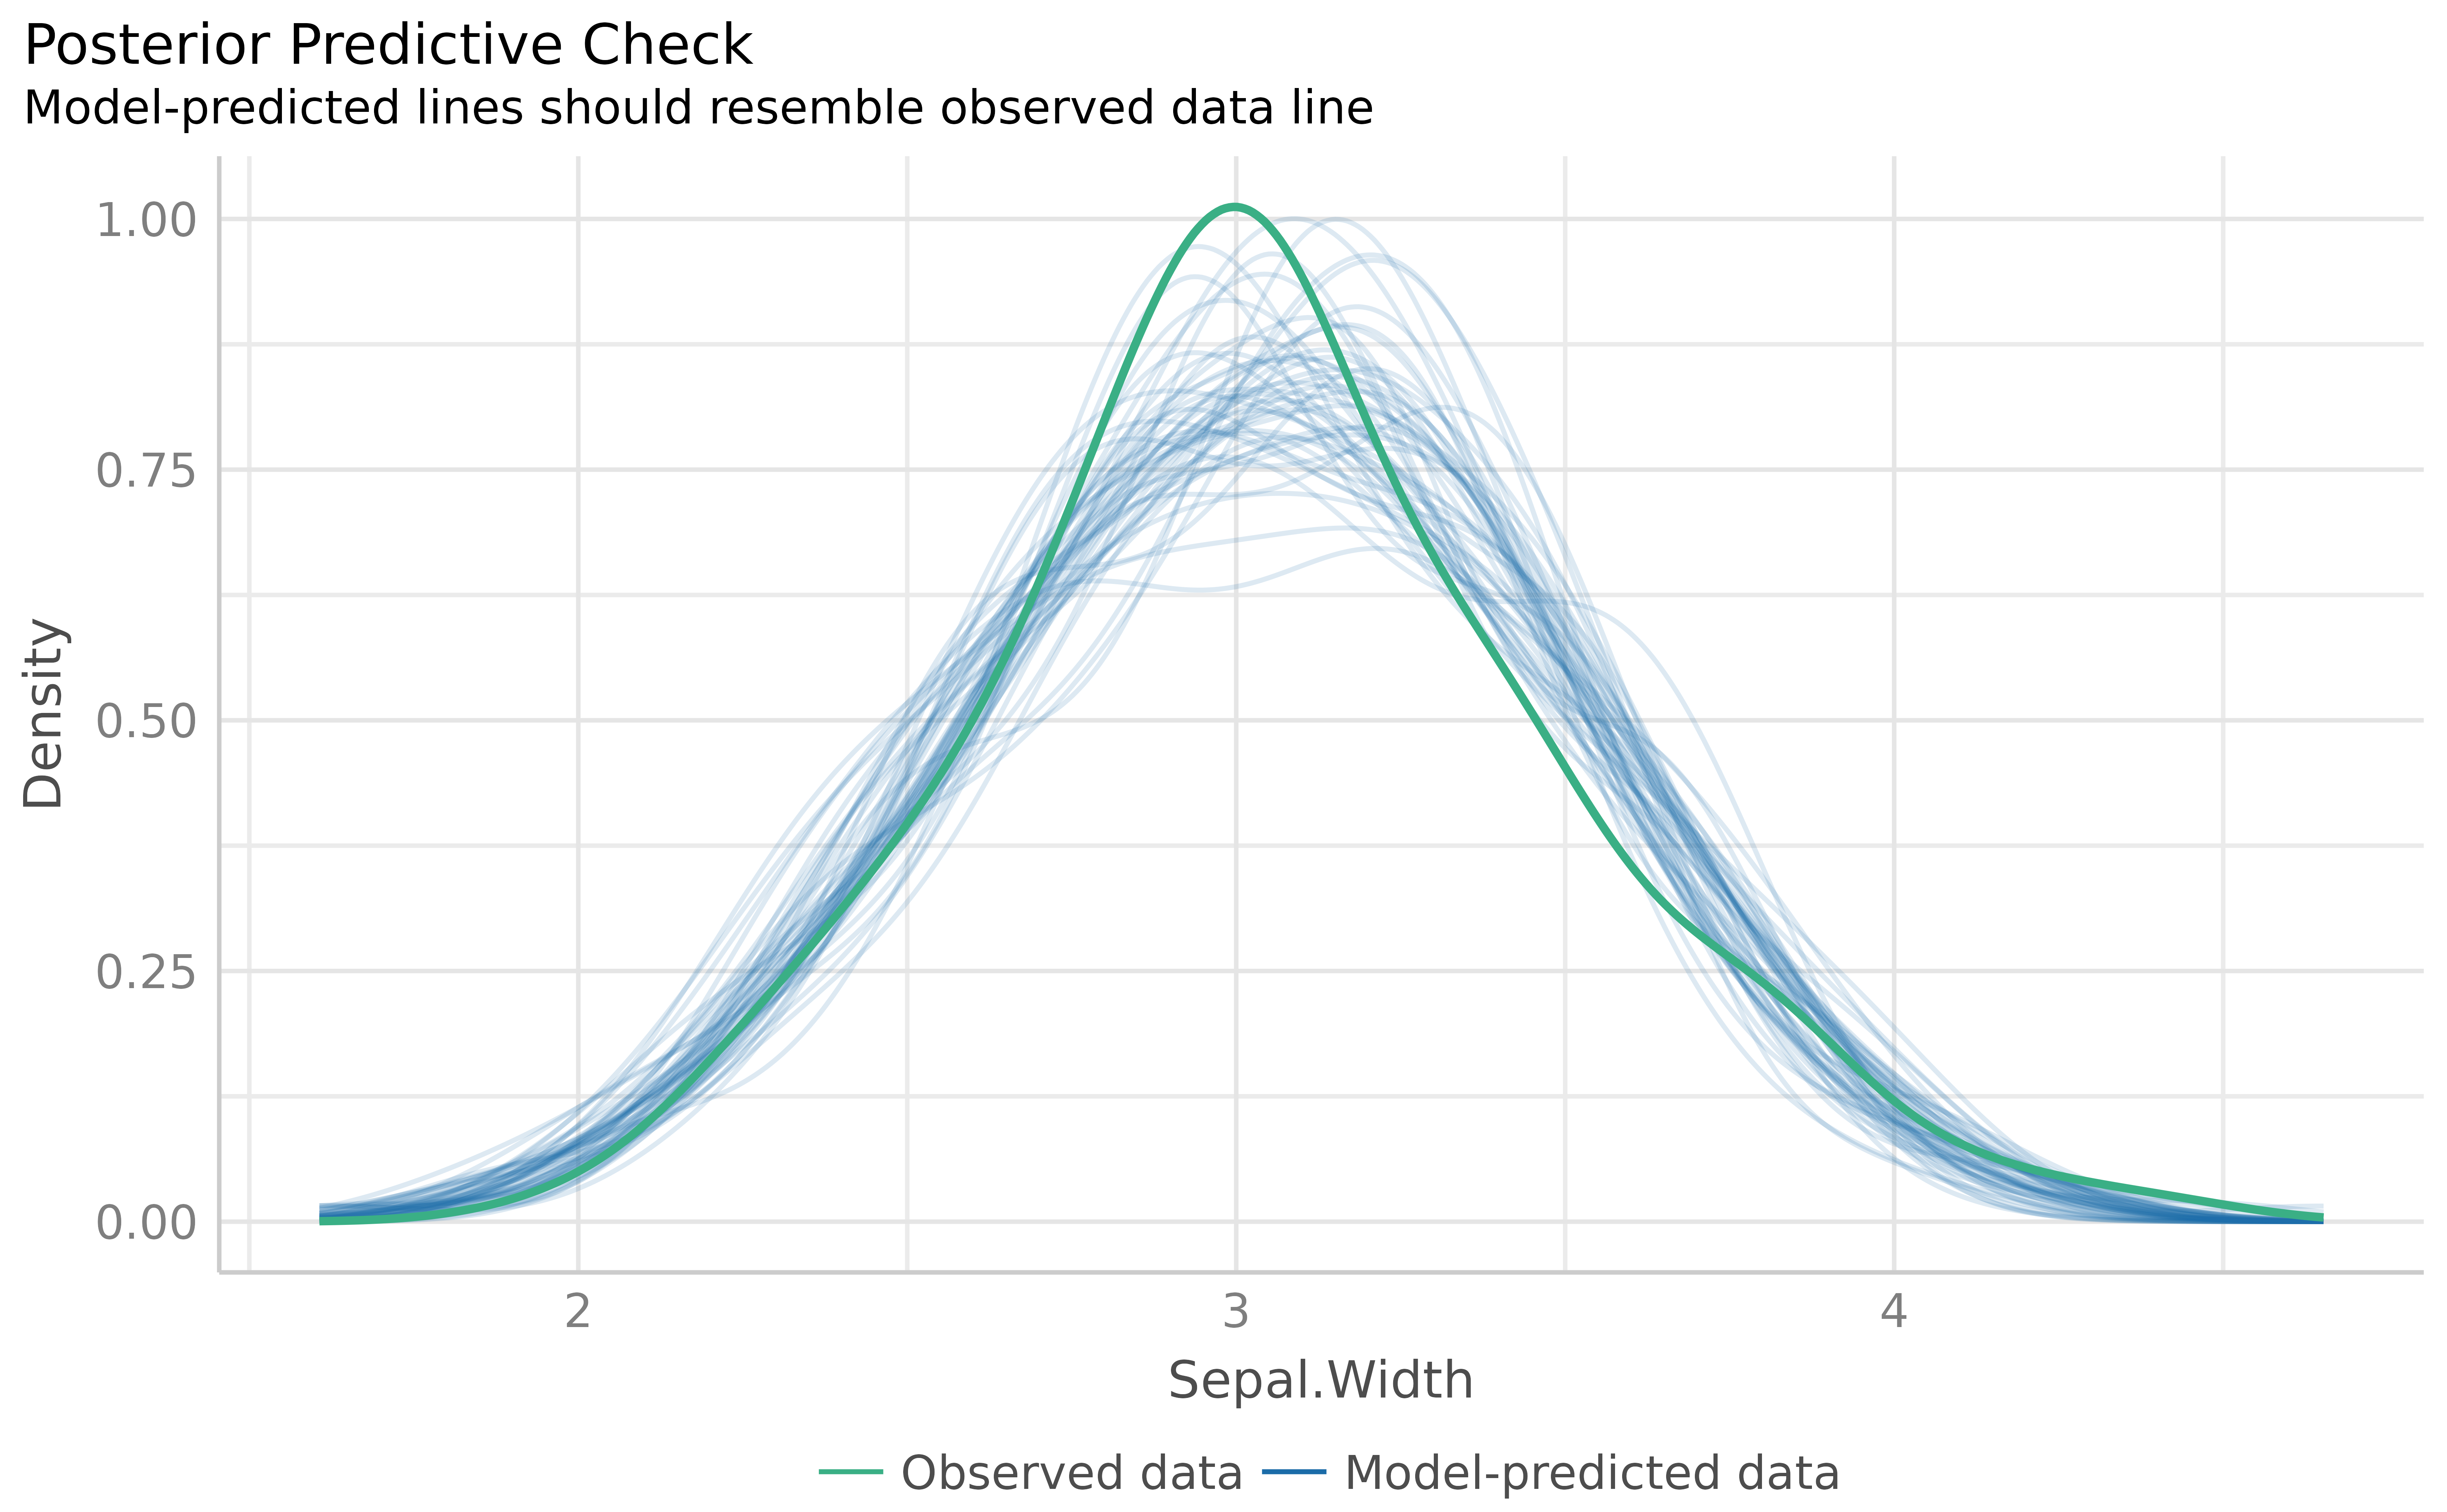 Posterior Predictive Check
Model-predicted lines should resemble observed data line
1.00
0.75
0.50
0.25
0.00
Density
2 3 4
Sepal.Width
Observed data Model-predicted data